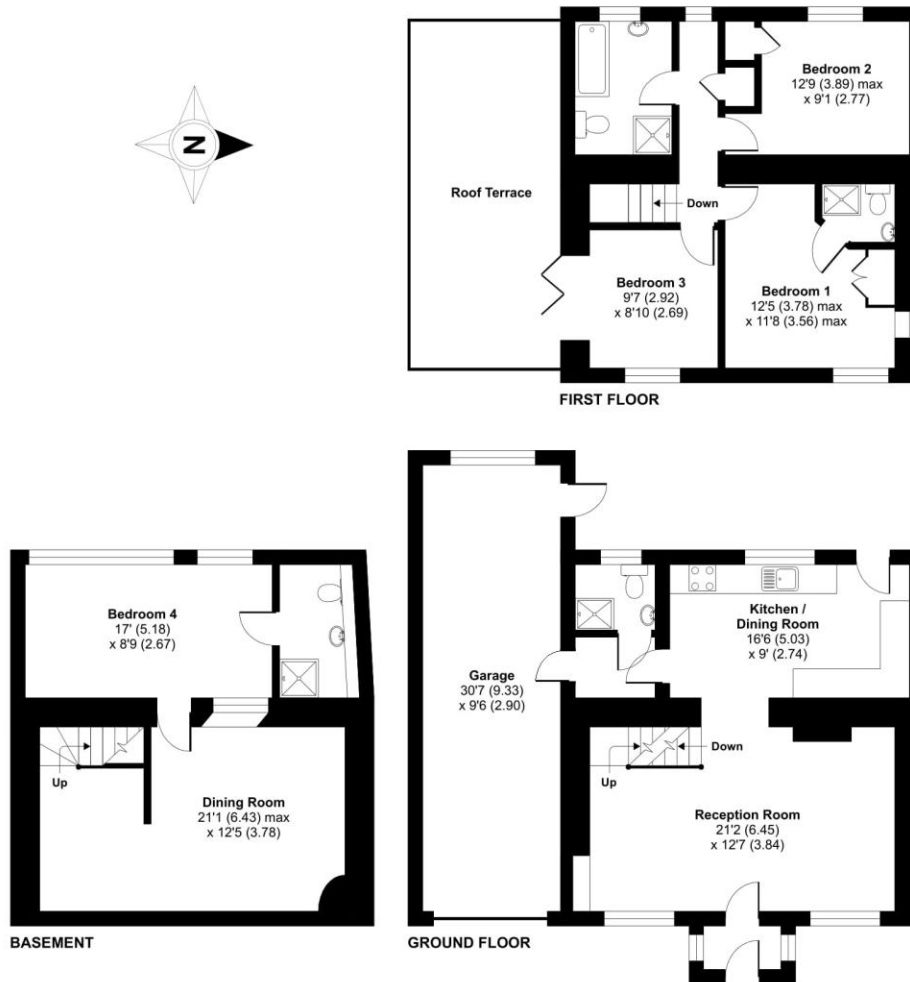 N
Roof Terrace
Bedroom 2
12'9 (3.89) max
x 9'1 (2.77)
Down
Bedroom 3
9'7 (2.92)
x 8'10 (2.69)
Bedroom 1
12'5 (3.78) max
x 11'8 (3.56) max
FIRST FLOOR
Bedroom 4
17' (5.18)
x 8'9 (2.67)
Up
Dining Room
21'1 (6.43) max
x 12'5 (3.78)
BASEMENT
Garage
30'7 (9.33)
x 9'6 (2.90)
Kitchen /
Dining Room
16'6 (5.03)
x 9' (2.74)
Up
Down
Reception Room
21'2 (6.45)
x 12'7 (3.84)
GROUND FLOOR